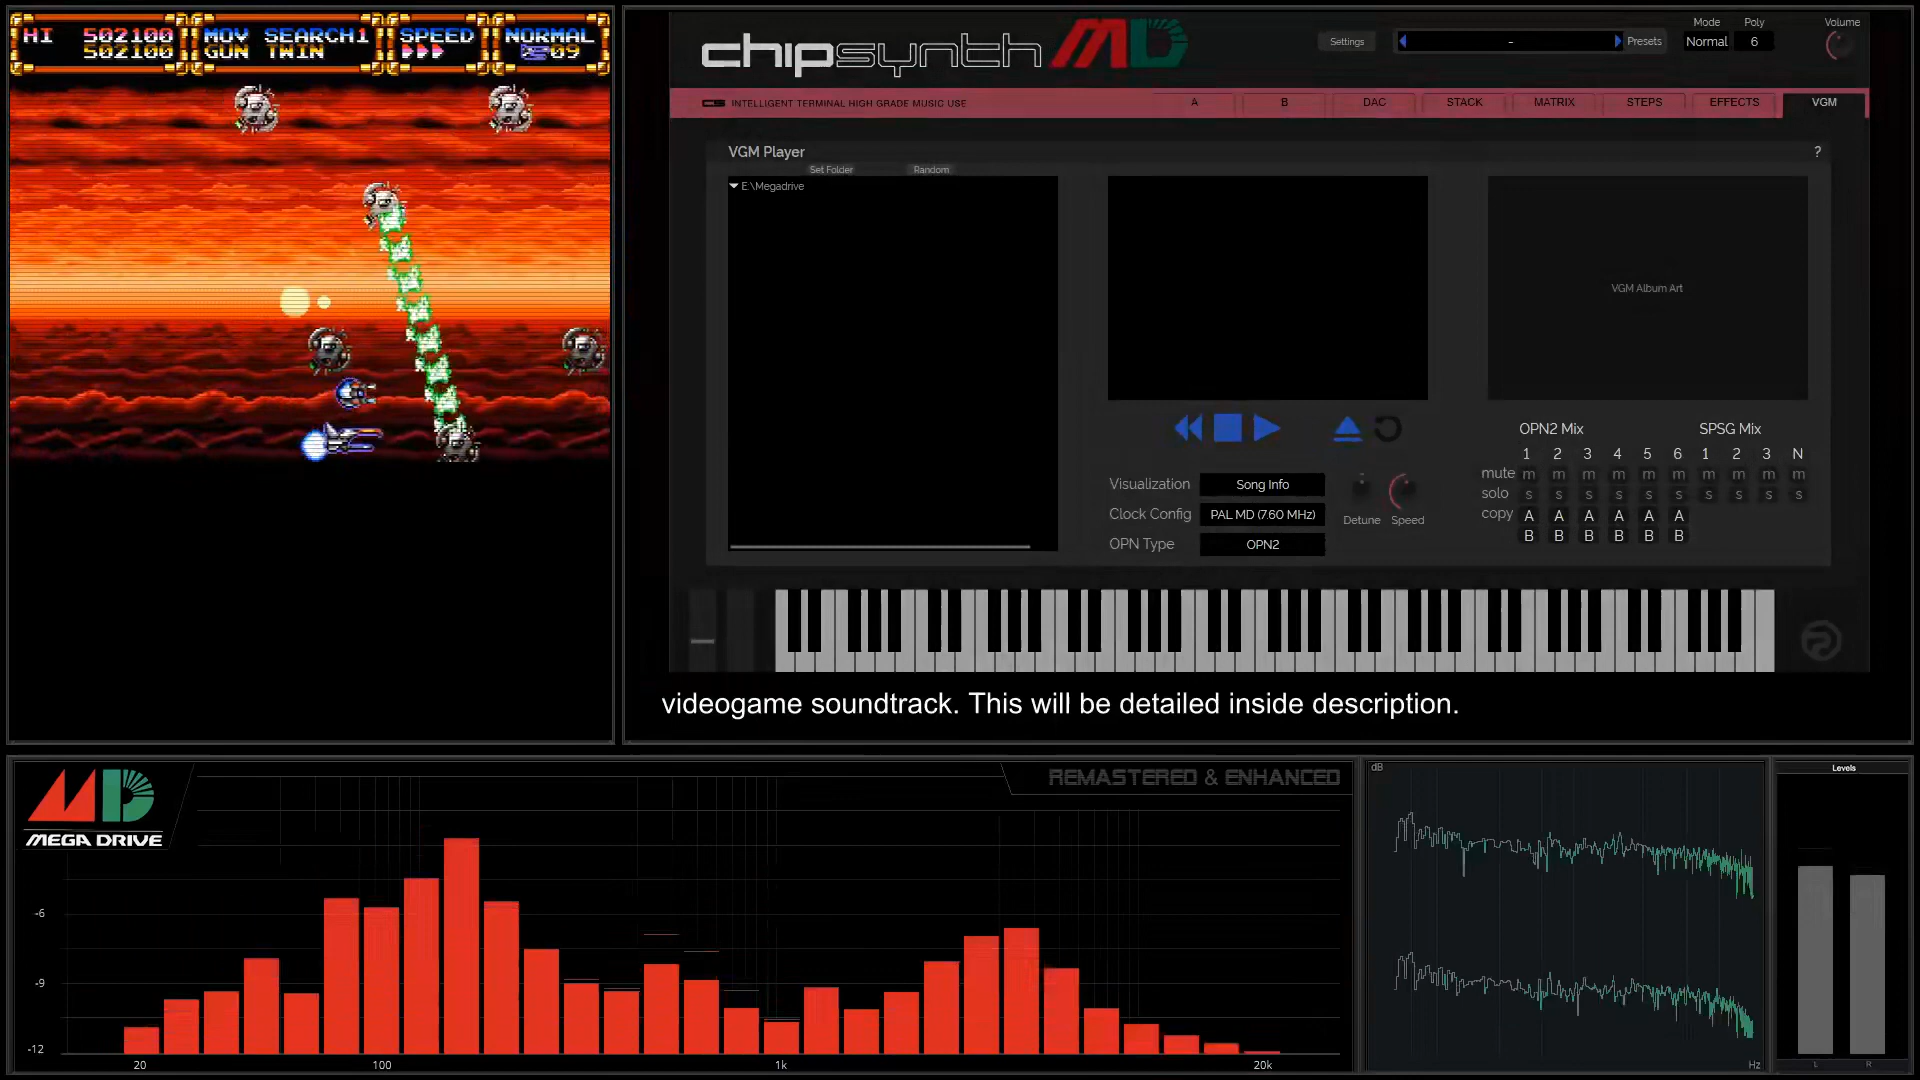 HI 502100 MOV SEARCH1 SPEED NORMAL
502100 GUN TWIN 09
chipsynth MD
Settings
-
Presets
Mode
Normal
Poly
6
Volume
CS INTELLIGENT TERMINAL HIGH GRADE MUSIC USE
A B DAC STACK MATRIX STEPS EFFECTS VGM
VGM Player
?
Set Folder Random
E:\Megadrive
VGM Album Art
Visualization Song Info
Clock Config PAL MD (7.60 MHz)
OPN Type OPN2
Detune Speed
OPN2 Mix SPSG Mix
1 2 3 4 5 6 1 2 3 N
mute m m m m m m m m m m
solo s s s s s s s s s s
copy A A A A A A
B B B B B B
videogame soundtrack. This will be detailed inside description.
MD
MEGA DRIVE
REMASTERED & ENHANCED
-6
-9
-12
20 100 1k 20k
dB
Hz
Levels
L R